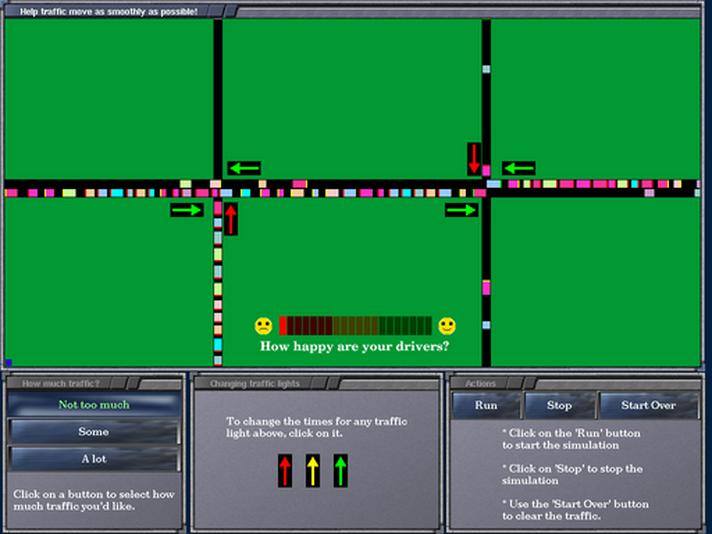 Help traffic move as smoothly as possible!
How happy are your drivers?
How much traffic?
Not too much
Some
A lot
Click on a button to select how
much traffic you'd like.
Changing traffic lights
To change the times for any traffic
light above, click on it.
Actions
Run
Stop
Start Over
* Click on the 'Run' button
to start the simulation
* Click on 'Stop' to stop the
simulation
* Use the 'Start Over' button
to clear the traffic.